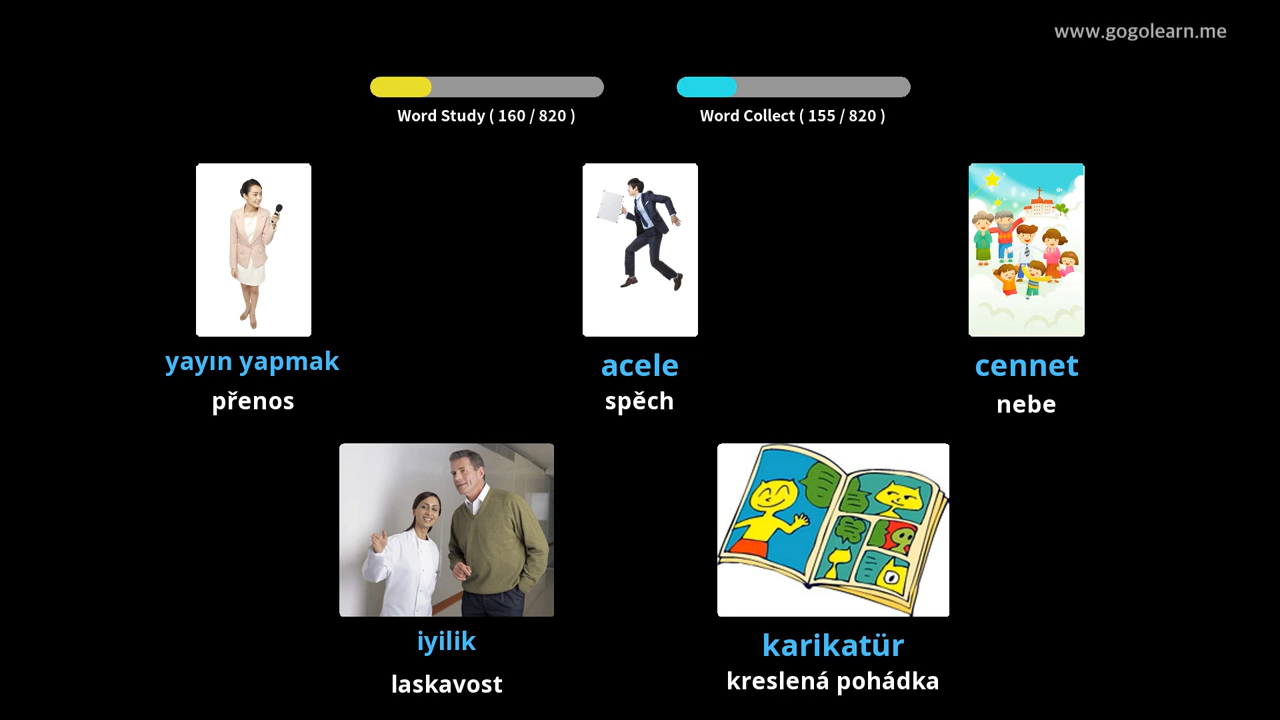 www.gogolearn.me
Word Study ( 160 / 820 )
Word Collect ( 155 / 820 )
yayın yapmak
přenos
acele
spěch
cennet
nebe
iyilik
laskavost
karikatür
kreslená pohádka